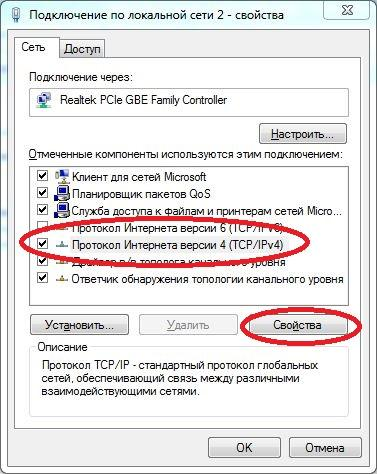 Подключение по локальной сети 2 - свойства
Сеть
Доступ
Подключение через:
Realtek PCIe GBE Family Controller
Настроить...
Отмеченные компоненты используются этим подключением:
Клиент для сетей Microsoft
Планировщик пакетов QoS
Служба доступа к файлам и принтерам сетей Micro...
Протокол Интернета версии 6 (TCP/IPv6)
Протокол Интернета версии 4 (TCP/IPv4)
Драйвер в/в тополога канального уровня
Ответчик обнаружения топологии канального уровня
Установить...
Удалить
Свойства
Описание
Протокол TCP/IP - стандартный протокол глобальных
сетей, обеспечивающий связь между различными
взаимодействующими сетями.
OK
Отмена